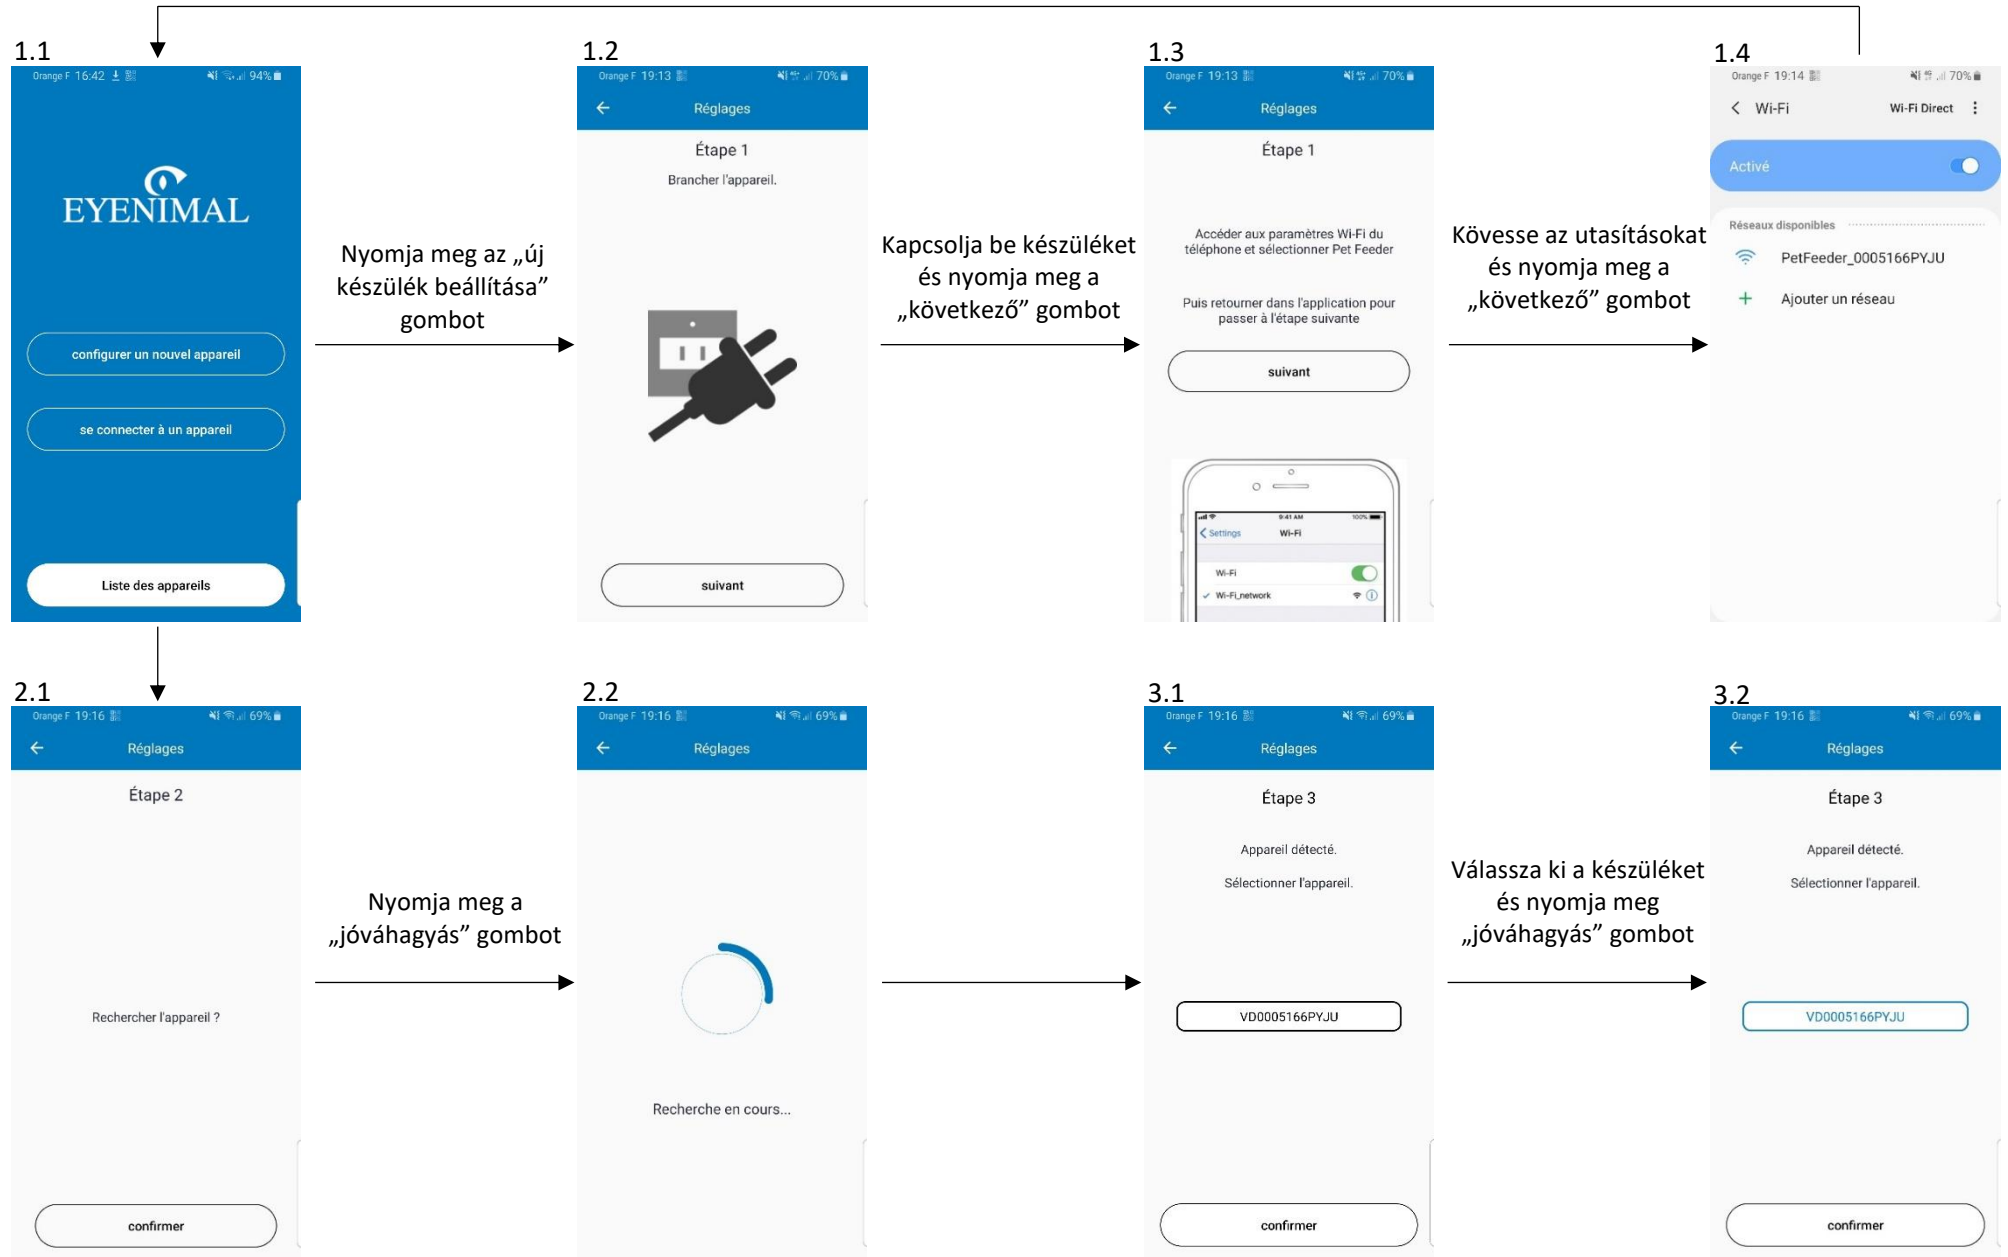 1.1
Orange F 16:42
94%
EYENIMAL
configurer un nouvel appareil
se connecter à un appareil
Liste des appareils
Nyomja meg az „új
készülék beállítása”
gombot
1.2
Orange F 19:13
70%
Réglages
Étape 1
Brancher l'appareil.
suivant
Kapcsolja be készüléket
és nyomja meg a
„következő” gombot
1.3
Orange F 19:13
70%
Réglages
Étape 1
Accéder aux paramètres Wi-Fi du
téléphone et sélectionner Pet Feeder
Puis retourner dans l'application pour
passer à l'étape suivante
suivant
9:41 AM
100%
Settings
Wi-Fi
Wi-Fi
Wi-Fi_network
Kövesse az utasításokat
és nyomja meg a
„következő” gombot
1.4
Orange F 19:14
70%
Wi-Fi
Wi-Fi Direct
Activé
Réseaux disponibles
PetFeeder_0005166PYJU
Ajouter un réseau
2.1
Orange F 19:16
69%
Réglages
Étape 2
Rechercher l'appareil ?
confirmer
Nyomja meg a
„jóváhagyás” gombot
2.2
Orange F 19:16
69%
Réglages
Recherche en cours...
3.1
Orange F 19:16
69%
Réglages
Étape 3
Appareil détecté.
Sélectionner l'appareil.
VD0005166PYJU
confirmer
Válassza ki a készüléket
és nyomja meg
„jóváhagyás” gombot
3.2
Orange F 19:16
69%
Réglages
Étape 3
Appareil détecté.
Sélectionner l'appareil.
VD0005166PYJU
confirmer